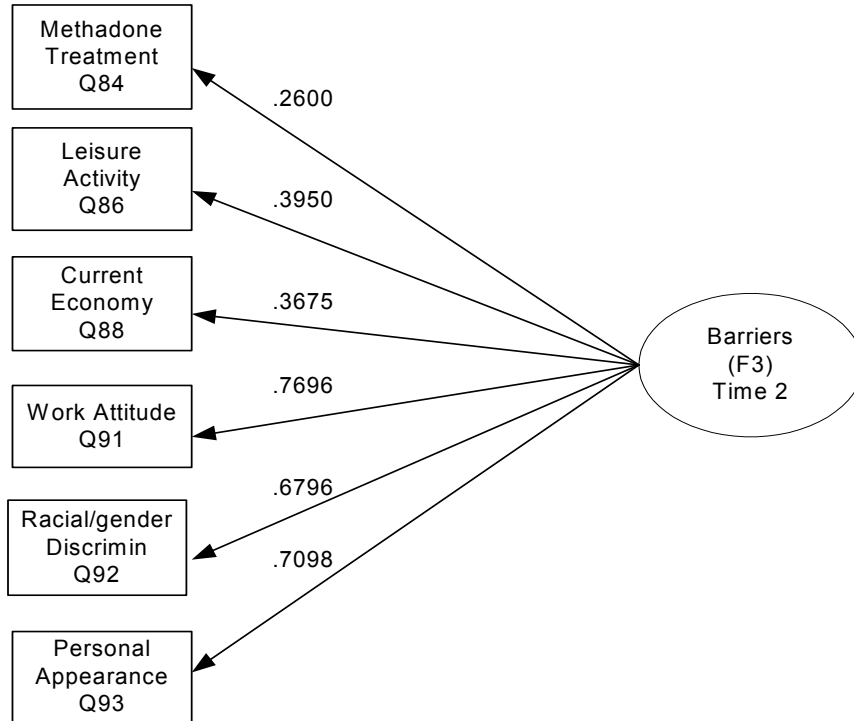 Methadone
Treatment
Q84
.2600
Leisure
Activity
Q86
.3950
Current
Economy
Q88
.3675
Barriers
(F3)
Time 2
Work Attitude
Q91
.7696
Racial/gender
Discrimin
Q92
.6796
Personal
Appearance
Q93
.7098